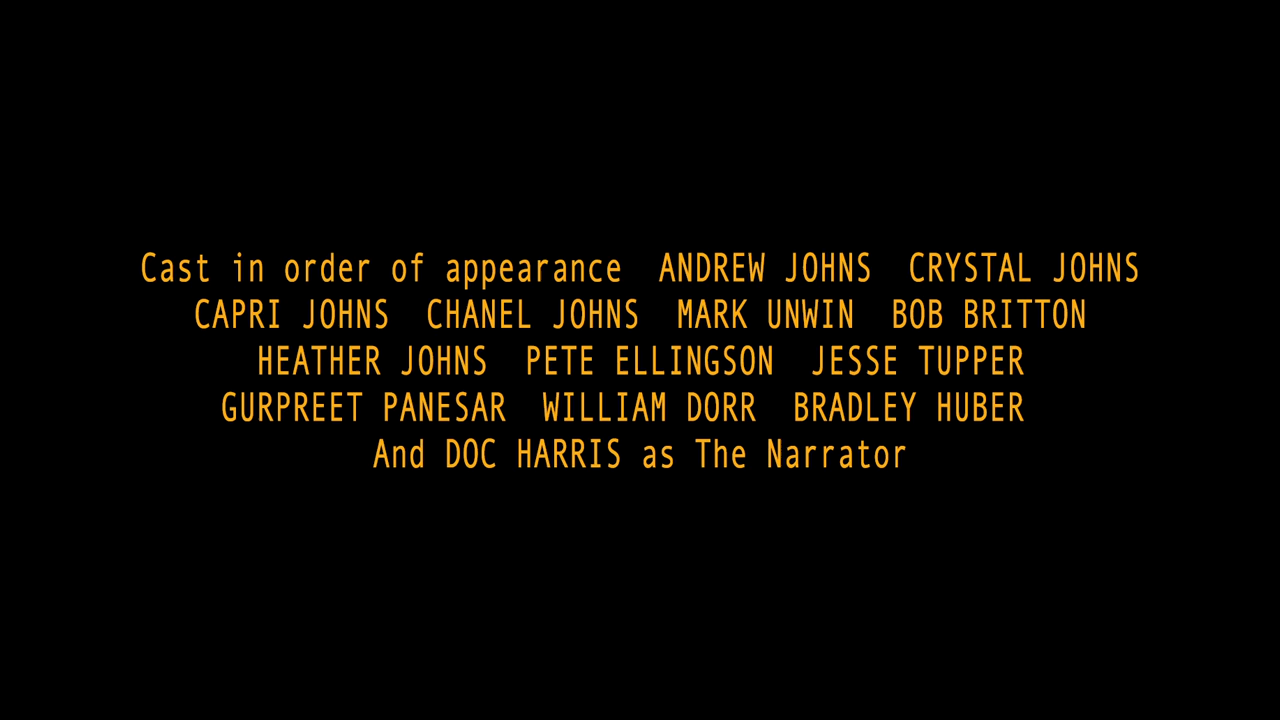 Cast in order of appearance  ANDREW JOHNS  CRYSTAL JOHNS
CAPRI JOHNS  CHANEL JOHNS  MARK UNWIN  BOB BRITTON
HEATHER JOHNS  PETE ELLINGSON  JESSE TUPPER
GURPREET PANESAR  WILLIAM DORR  BRADLEY HUBER
And DOC HARRIS as The Narrator